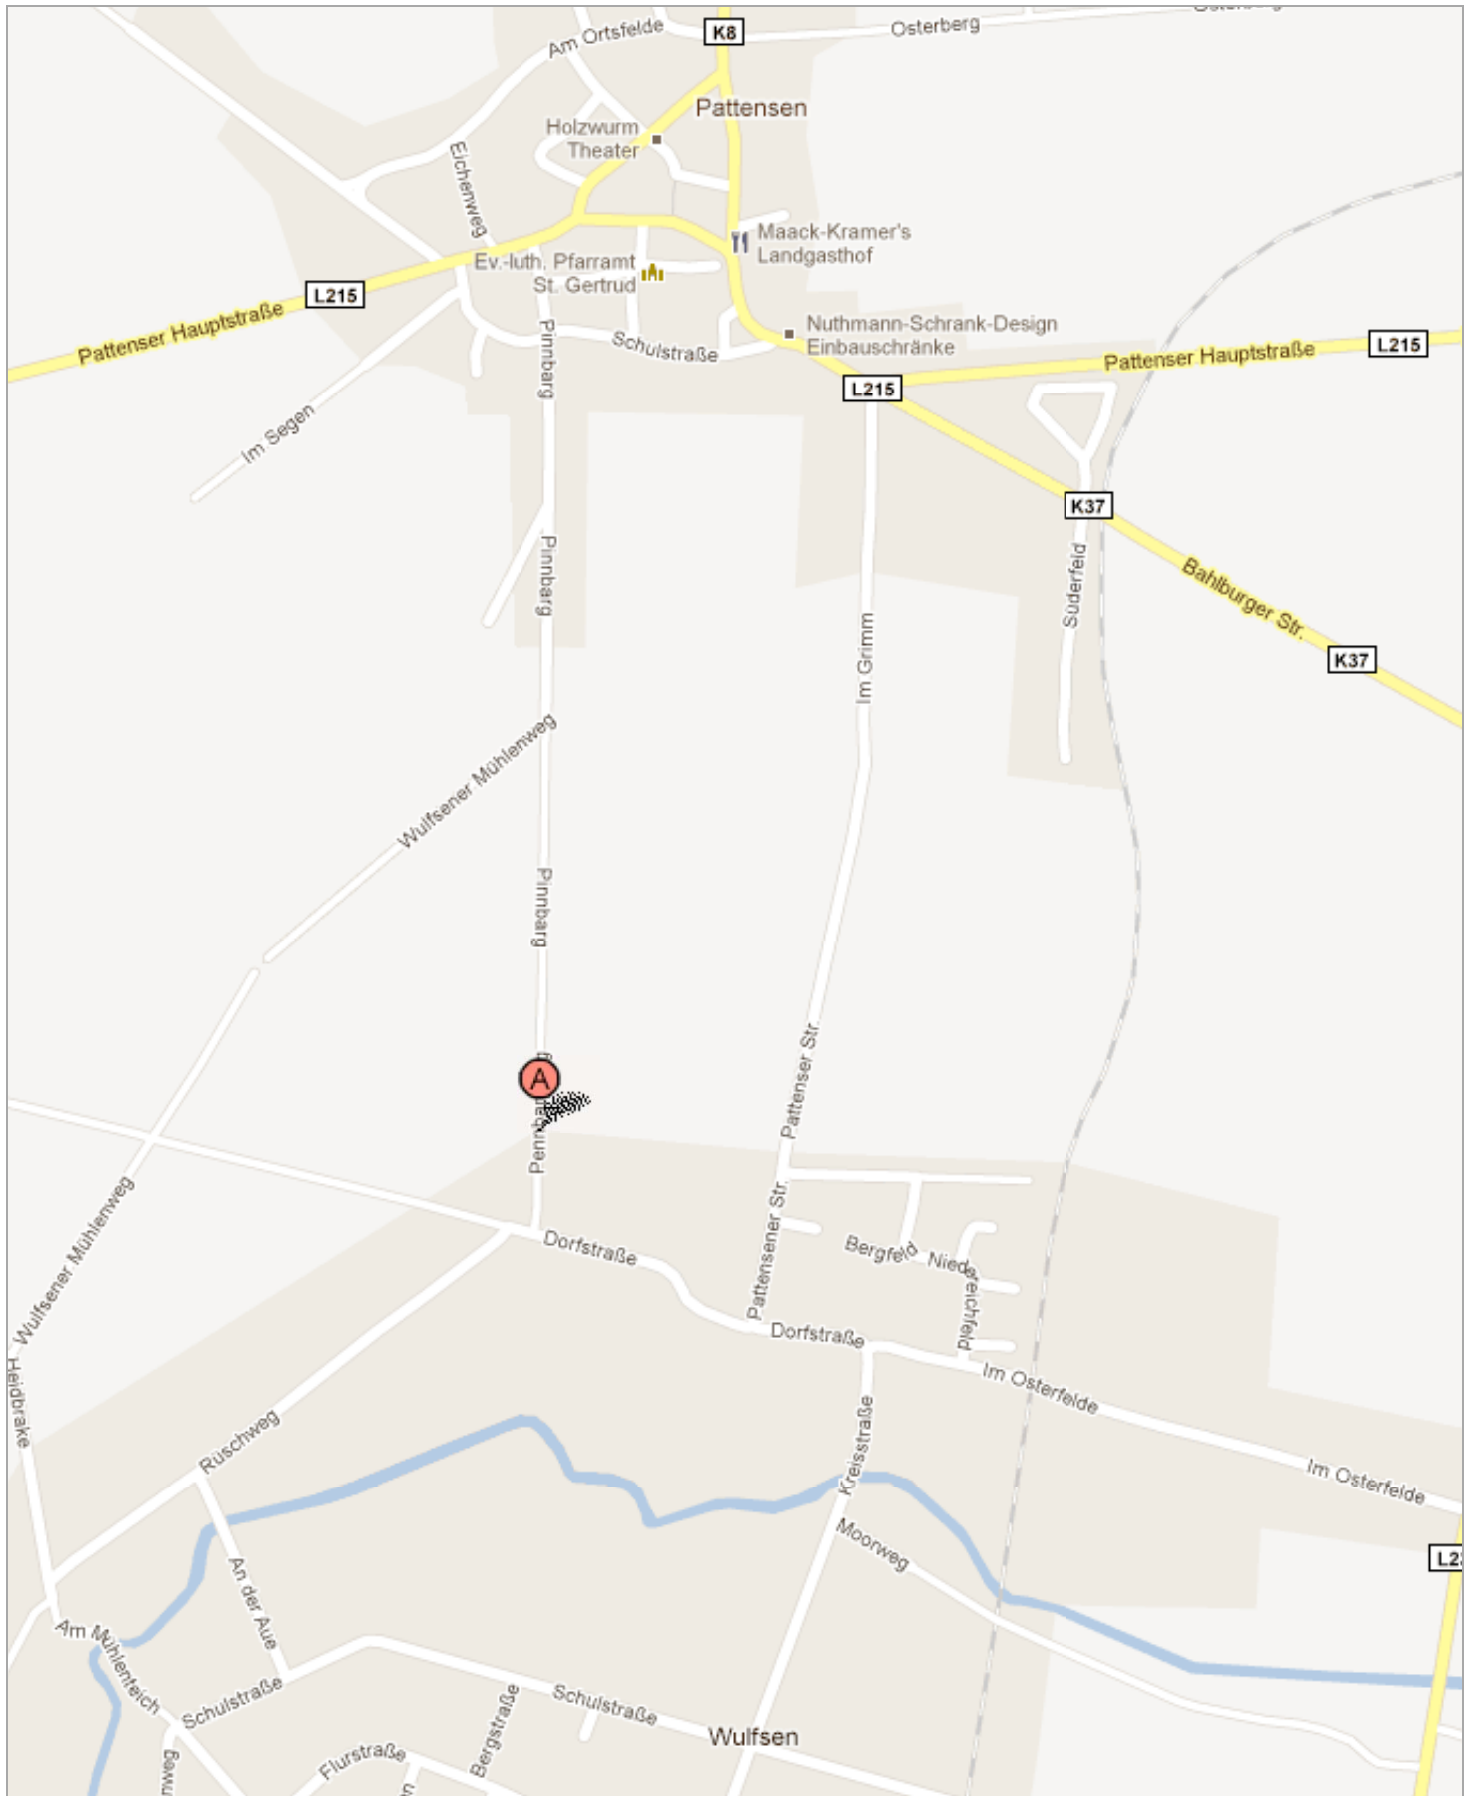 Osterberg
Am Ortsfelde
K8
Osterberg
Pattensen
Holzwurm
Theater
Eichenweg
Maack-Kramer's
Landgasthof
Ev.-luth. Pfarramt
St. Gertrud
L215
Pattenser Hauptstraße
Nuthmann-Schrank-Design
Einbauschränke
Pinnbarg
Schulstraße
Pattenser Hauptstraße
L215
L215
Im Segen
K37
Pinnbarg
Süderfeld
Bahlburger Str.
Im Grimm
K37
Wulfsener Mühlenweg
Pinnbarg
Pattenser Str.
A
Wulfsener Mühlenweg
Pattensener Str.
Dorfstraße
Bergfeld
Niedereichfeld
Dorfstraße
Heidbrake
Im Osterfelde
Rüschweg
Kreisstraße
Im Osterfelde
Moorweg
An der Aue
Am Mühlenteich
Schulstraße
Schulstraße
Bergstraße
Wulfsen
Flurstraße